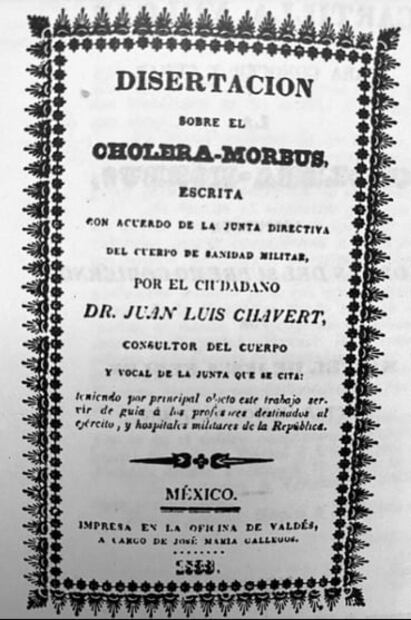 DISERTACION
SOBRE EL
CHOLERA-MORBUS,
ESCRITA
CON ACUERDO DE LA JUNTA DIRECTIVA
DEL CUERPO DE SANIDAD MILITAR,
POR EL CIUDADANO
DR. JUAN LUIS CHAVERT,
CONSULTOR DEL CUERPO
Y VOCAL DE LA JUNTA QUE SE CITA:
teniendo por principal objeto este trabajo ser-
vir de guia á los profesores destinados al
ejército, y hospitales militares de la República.
MÉXICO.
IMPRESA EN LA OFICINA DE VALDÉS,
A CARGO DE JOSÉ MARIA GALLEGOS.